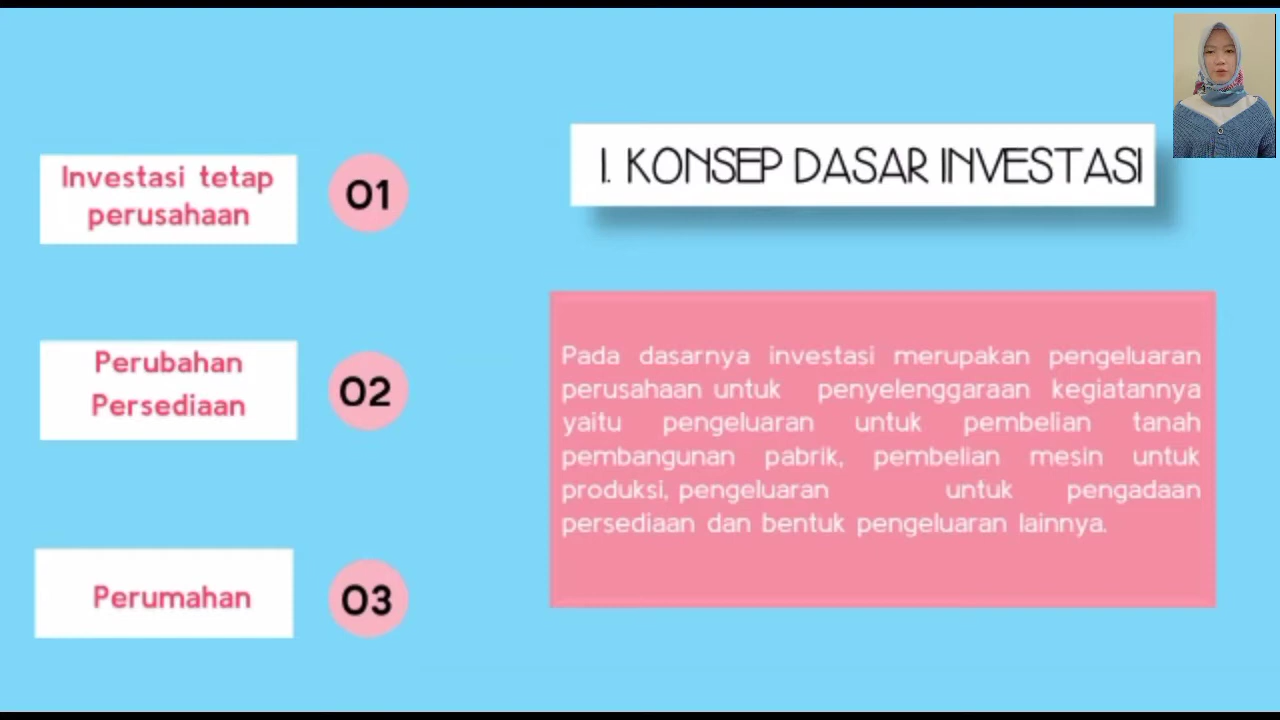 Investasi tetap
perusahaan
01
Perubahan
Persediaan
02
Perumahan
03
I. KONSEP DASAR INVESTASI
Pada dasarnya investasi merupakan pengeluaran
perusahaan untuk penyelenggaraan kegiatannya
yaitu pengeluaran untuk pembelian tanah
pembangunan pabrik, pembelian mesin untuk
produksi, pengeluaran untuk pengadaan
persediaan dan bentuk pengeluaran lainnya.